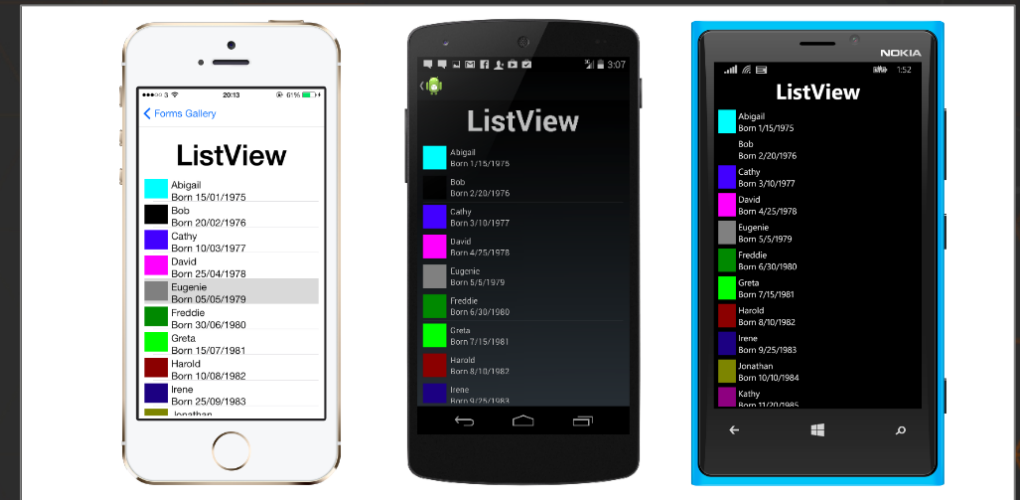 ●●●○○ 3 20:13 61%
Forms Gallery
ListView
Abigail
Born 15/01/1975
Bob
Born 20/02/1976
Cathy
Born 10/03/1977
David
Born 25/04/1978
Eugenie
Born 05/05/1979
Freddie
Born 30/06/1980
Greta
Born 15/07/1981
Harold
Born 10/08/1982
Irene
Born 25/09/1983
Jonathan
3:07
ListView
Abigail
Born 1/15/1975
Bob
Born 2/20/1976
Cathy
Born 3/10/1977
David
Born 4/25/1978
Eugenie
Born 5/5/1979
Freddie
Born 6/30/1980
Greta
Born 7/15/1981
Harold
Born 8/10/1982
Irene
Born 9/25/1983
NOKIA
1:52
ListView
Abigail
Born 1/15/1975
Bob
Born 2/20/1976
Cathy
Born 3/10/1977
David
Born 4/25/1978
Eugenie
Born 5/5/1979
Freddie
Born 6/30/1980
Greta
Born 7/15/1981
Harold
Born 8/10/1982
Irene
Born 9/25/1983
Jonathan
Born 10/10/1984
Kathy
Born 11/20/1985